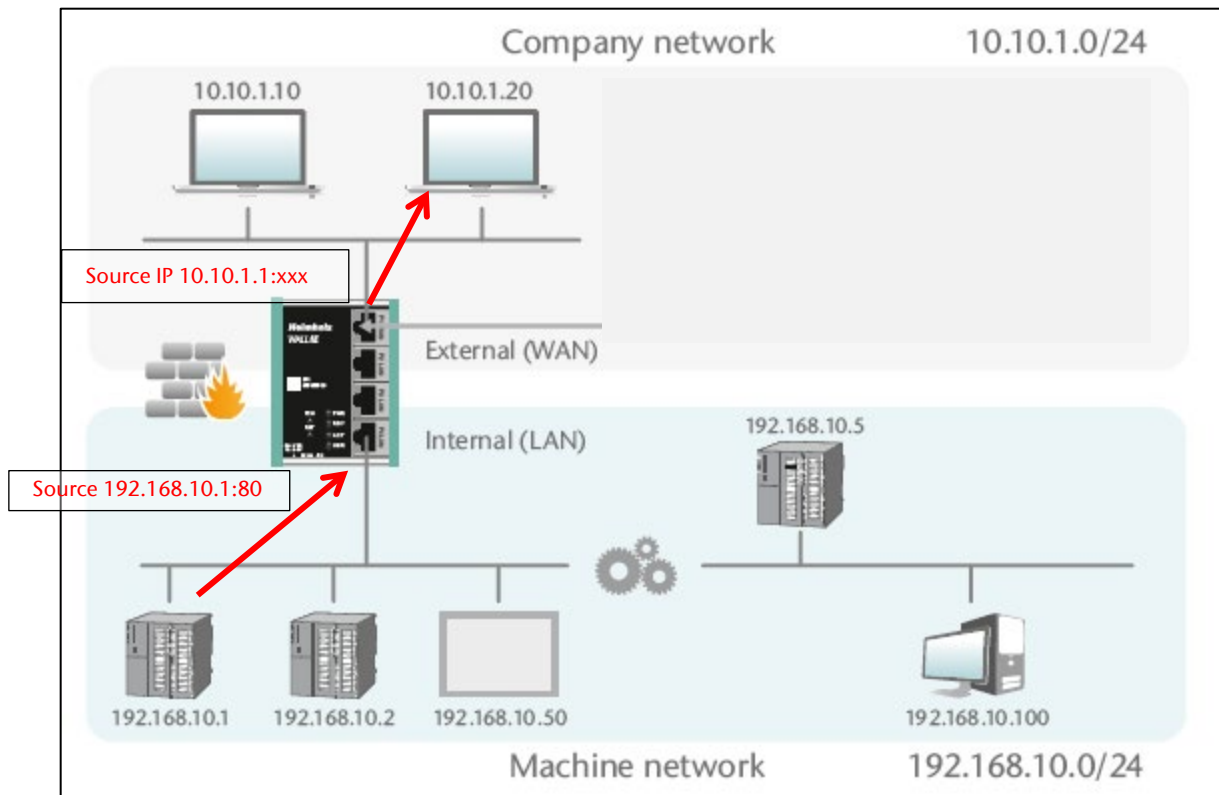 Company network 10.10.1.0/24
10.10.1.10 10.10.1.20
Source IP 10.10.1.1:xxx
Helmholz
WALL IE
External (WAN)
Internal (LAN)
192.168.10.5
Source 192.168.10.1:80
192.168.10.1 192.168.10.2 192.168.10.50 192.168.10.100
Machine network 192.168.10.0/24